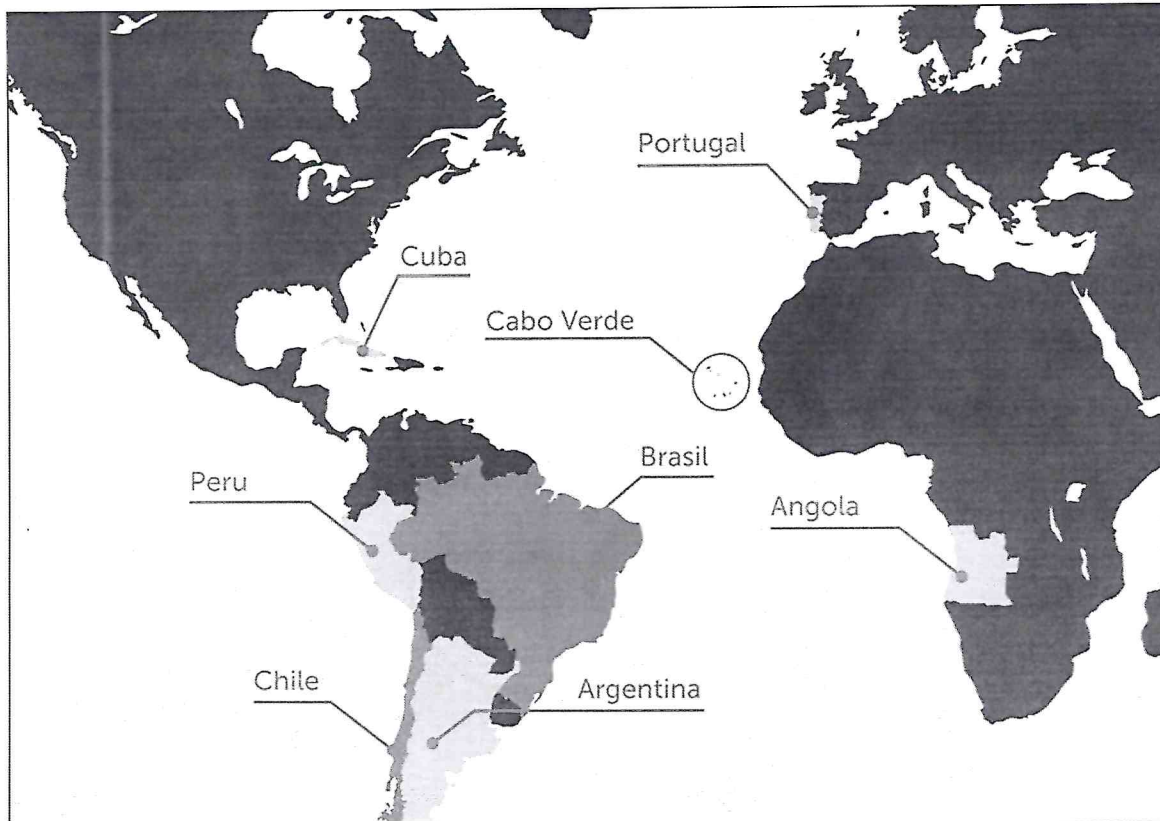 Portugal
Cuba
Cabo Verde
Brasil
Peru
Angola
Chile
Argentina